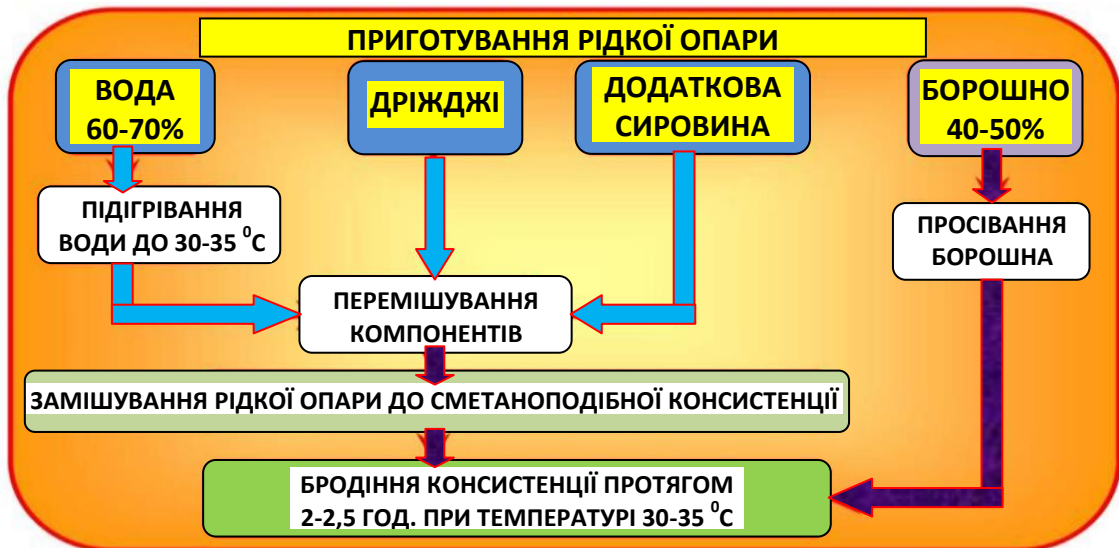 ПРИГОТУВАННЯ РІДКОЇ ОПАРИ
ВОДА
60-70%
ДРІЖДЖІ
ДОДАТКОВА
СИРОВИНА
БОРОШНО
40-50%
ПІДІГРІВАННЯ
ВОДИ ДО 30-35 ⁰С
ПРОСІВАННЯ
БОРОШНА
ПЕРЕМІШУВАННЯ
КОМПОНЕНТІВ
ЗАМІШУВАННЯ РІДКОЇ ОПАРИ ДО СМЕТАНОПОДІБНОЇ КОНСИСТЕНЦІЇ
БРОДІННЯ КОНСИСТЕНЦІЇ ПРОТЯГОМ
2-2,5 ГОД. ПРИ ТЕМПЕРАТУРІ 30-35 ⁰С